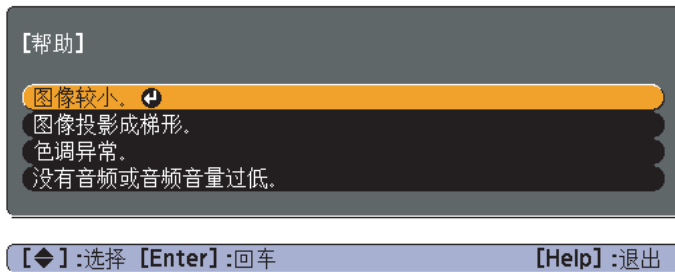 [帮助]
图像较小。
图像投影成梯形。
色调异常。
没有音频或音频音量过低。
[◆] :选择 [Enter] :回车 [Help] :退出